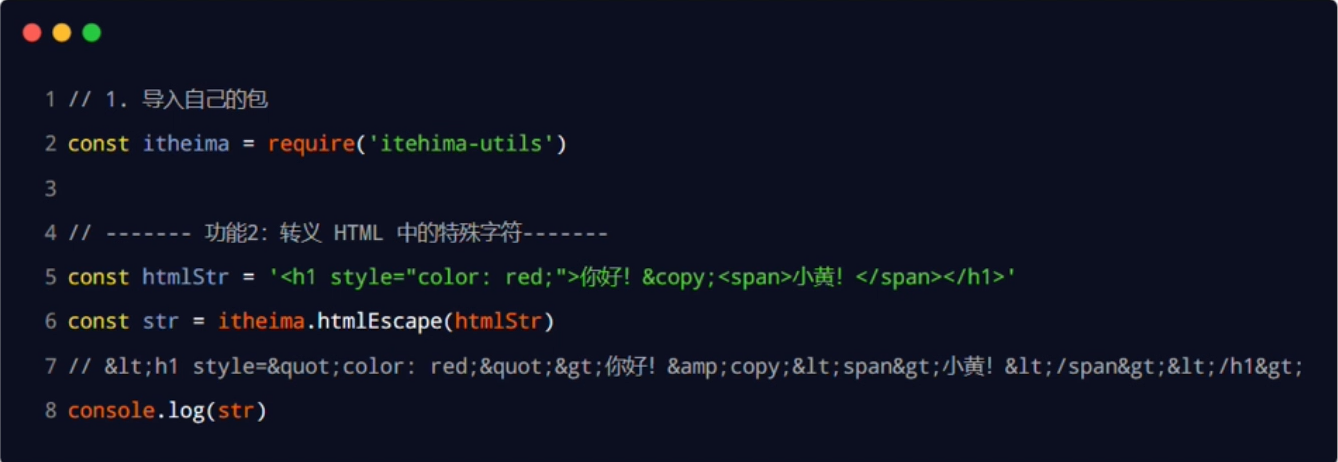 1 // 1. 导入自己的包
2 const itheima = require('itehima-utils')
3
4 // ------- 功能2：转义 HTML 中的特殊字符-------
5 const htmlStr = '<h1 style="color: red;">你好！&copy;<span>小黄！</span></h1>'
6 const str = itheima.htmlEscape(htmlStr)
7 // &lt;h1 style=&quot;color: red;&quot;&gt;你好！&amp;copy;&lt;span&gt;小黄！&lt;/span&gt;&lt;/h1&gt;
8 console.log(str)